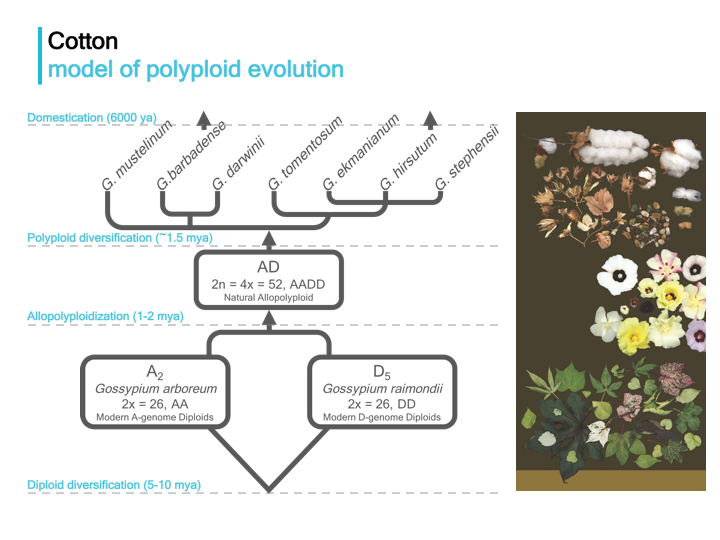 Cotton
model of polyploid evolution
Domestication (6000 ya)
G. mustelinum
G.barbadense
G. darwinii
G. tomentosum
G. ekmanianum
G. hirsutum
G. stephensii
Polyploid diversification (~1.5 mya)
AD
2n = 4x = 52, AADD
Natural Allopolyploid
Allopolyploidization (1-2 mya)
A2
Gossypium arboreum
2x = 26, AA
Modern A-genome Diploids
D5
Gossypium raimondii
2x = 26, DD
Modern D-genome Diploids
Diploid diversification (5-10 mya)